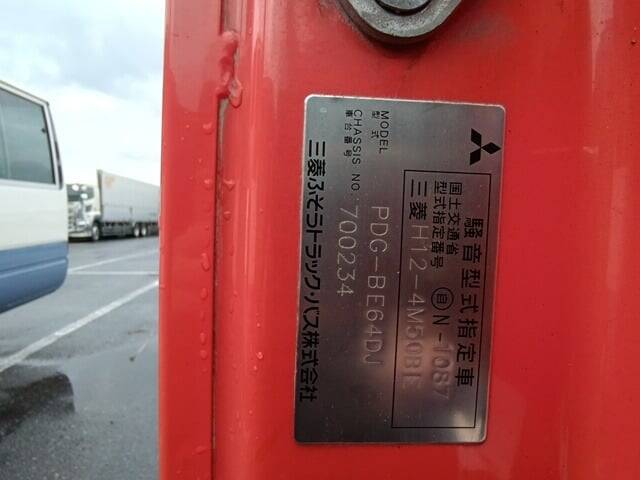 騒音型式指定車
国土交通省
型式指定番号 自 N-1087
三菱 H12-4M50BE
MODEL
型式 PDG-BE64DJ
CHASSIS NO.
車台番号 700234
三菱ふそうトラック・バス株式会社